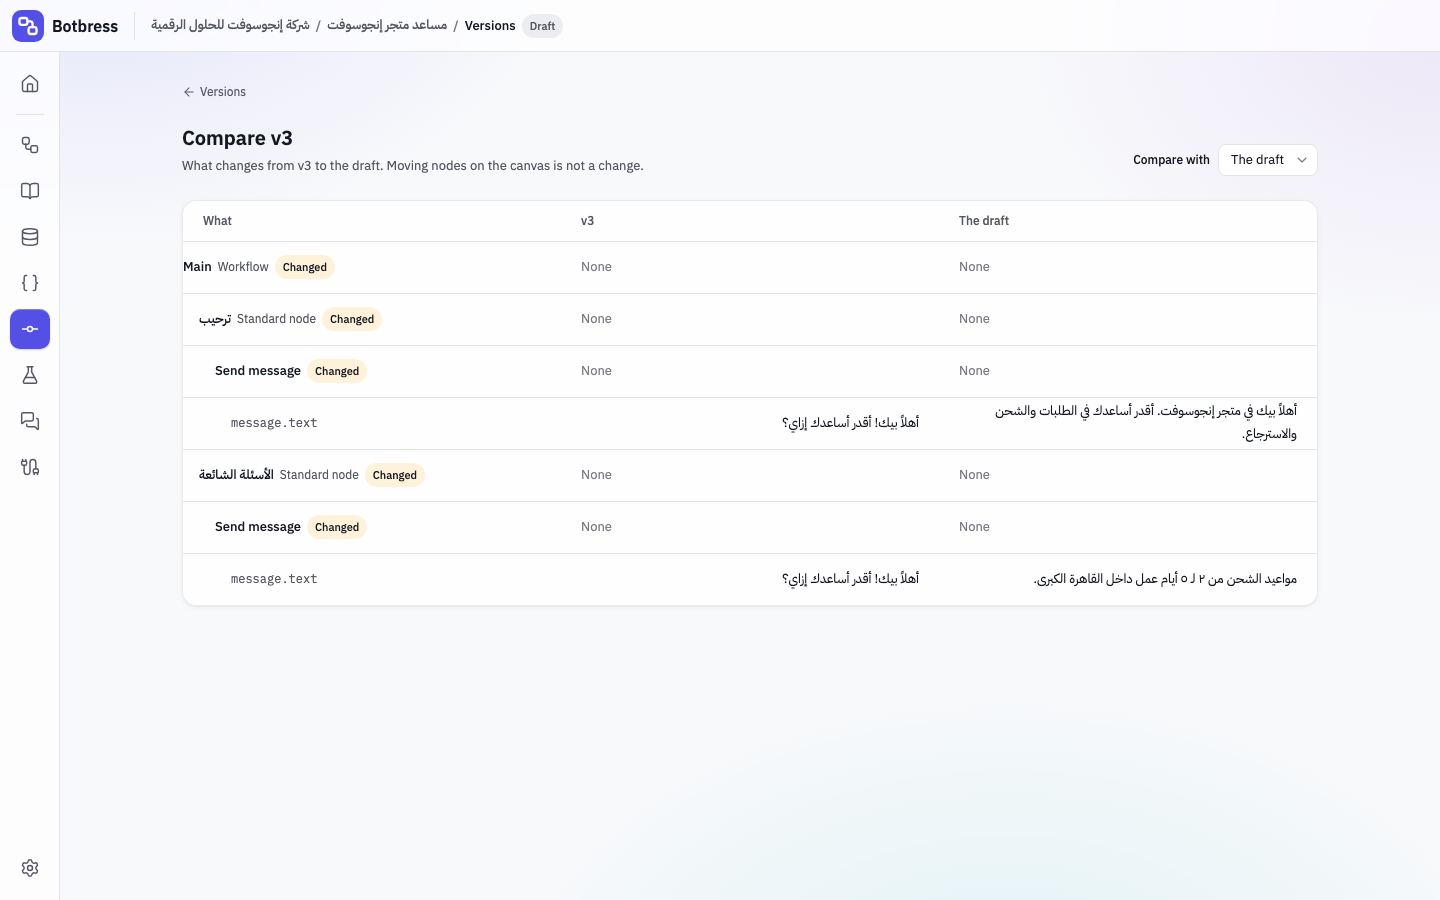 Botbress
شركة إنجوسوفت للحلول الرقمية / مساعد متجر إنجوسوفت / Versions Draft
Versions
Compare v3
What changes from v3 to the draft. Moving nodes on the canvas is not a change.
Compare with The draft
What v3 The draft
Main Workflow Changed None None
ترحيب Standard node Changed None None
Send message Changed None None
message.text أهلاً بيك! أقدر أساعدك إزاي؟ أهلاً بيك في متجر إنجوسوفت. أقدر أساعدك في الطلبات والشحن
والاسترجاع.
الأسئلة الشائعة Standard node Changed None None
Send message Changed None None
message.text أهلاً بيك! أقدر أساعدك إزاي؟ مواعيد الشحن من ٢ لـ ٥ أيام عمل داخل القاهرة الكبرى.